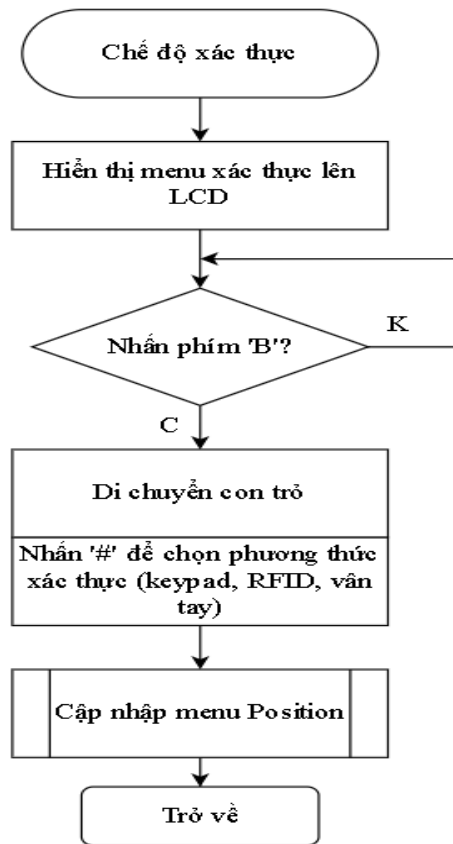 Chế độ xác thực
Hiển thị menu xác thực lên
LCD
Nhấn phím 'B'?
K
C
Di chuyển con trỏ
Nhấn '#' để chọn phương thức
xác thực (keypad, RFID, vân
tay)
Cập nhập menu Position
Trở về